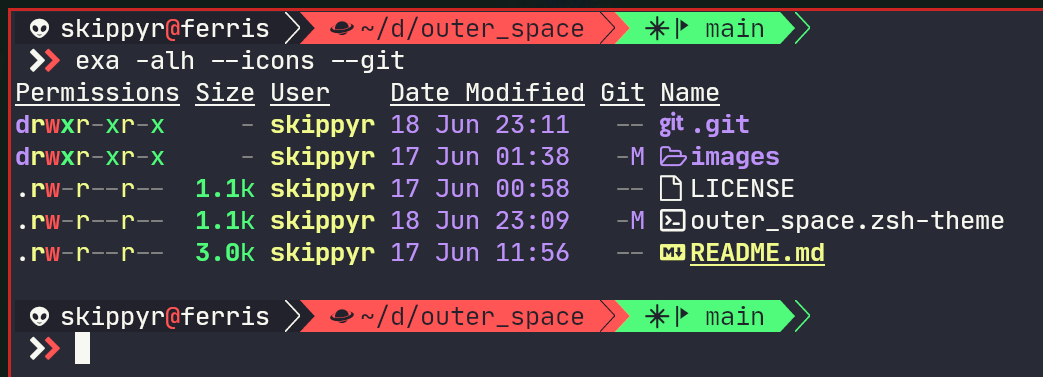 skippyr@ferris ~/d/outer_space main
exa -alh --icons --git
Permissions Size User Date Modified Git Name
drwxr-xr-x - skippyr 18 Jun 23:11 -- git .git
drwxr-xr-x - skippyr 17 Jun 01:38 -M images
.rw-r--r-- 1.1k skippyr 17 Jun 00:58 -- LICENSE
.rw-r--r-- 1.1k skippyr 18 Jun 23:09 -M outer_space.zsh-theme
.rw-r--r-- 3.0k skippyr 17 Jun 11:56 -- README.md
skippyr@ferris ~/d/outer_space main